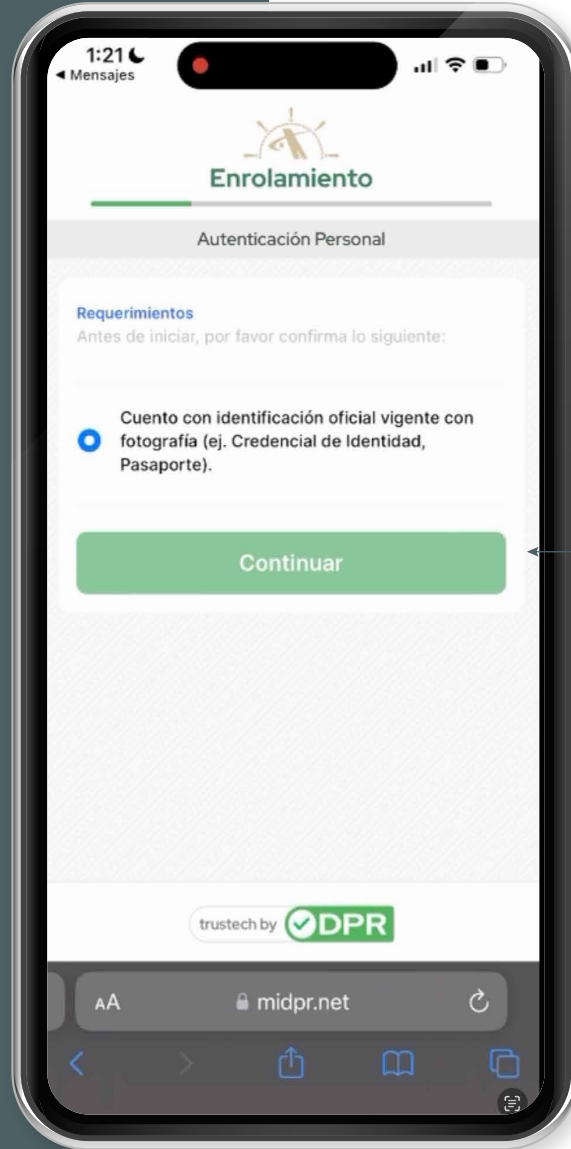 1:21
◄ Mensajes
Enrolamiento
Autenticación Personal
Requerimientos
Antes de iniciar, por favor confirma lo siguiente:
Cuento con identificación oficial vigente con
fotografía (ej. Credencial de Identidad,
Pasaporte).
Continuar
trustech by DPR
AA midpr.net